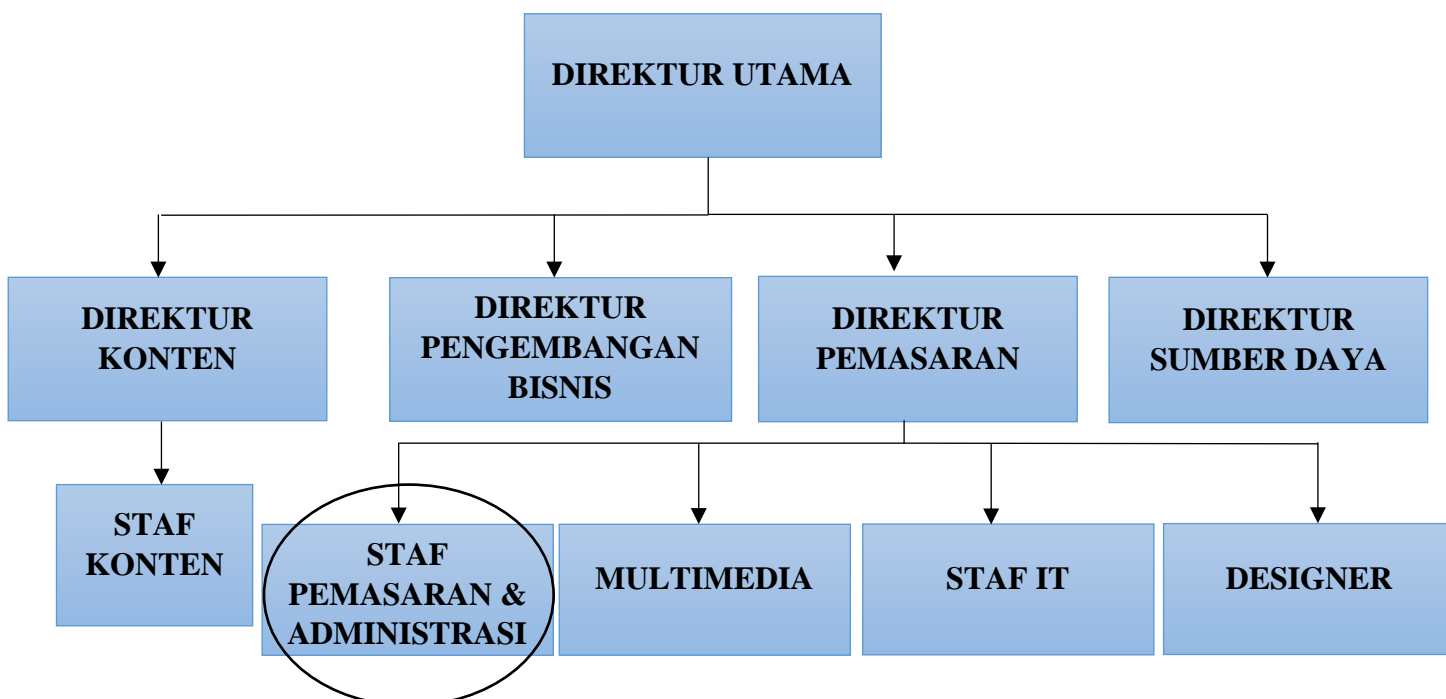 DIREKTUR UTAMA
DIREKTUR
KONTEN
DIREKTUR
PENGEMBANGAN
BISNIS
DIREKTUR
PEMASARAN
DIREKTUR
SUMBER DAYA
STAF
KONTEN
STAF
PEMASARAN &
ADMINISTRASI
MULTIMEDIA
STAF IT
DESIGNER